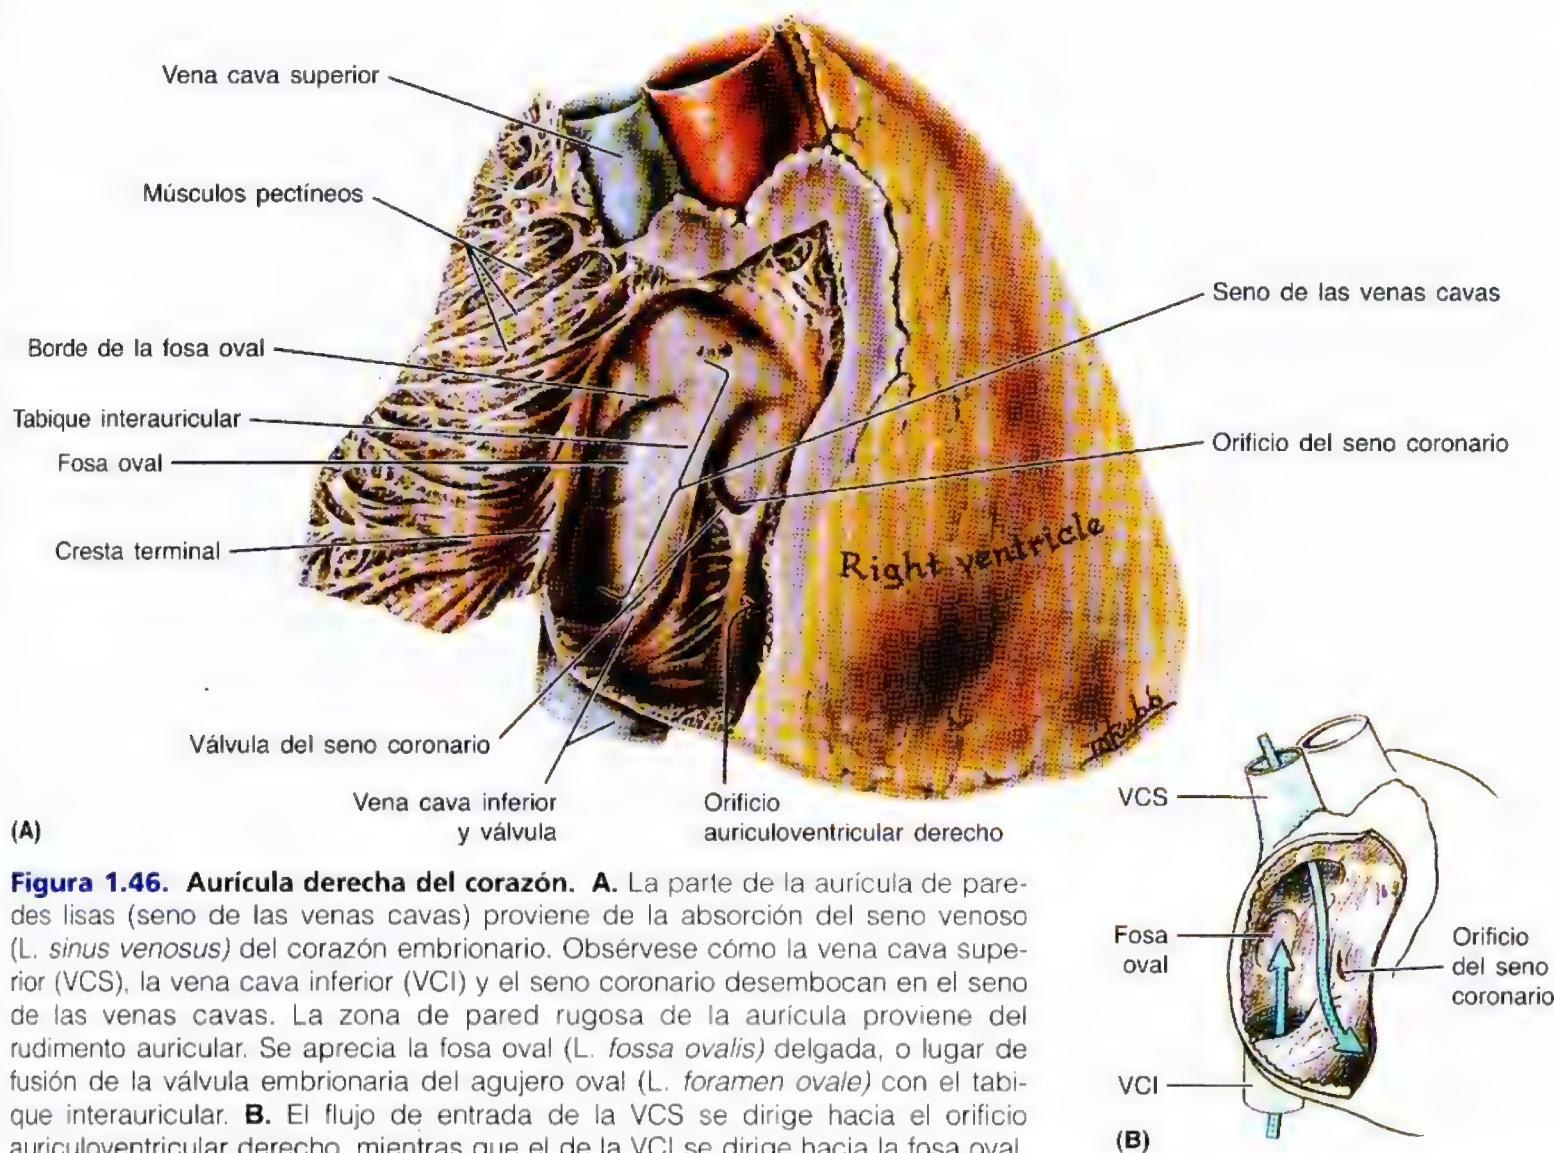 Vena cava superior
Músculos pectíneos
Borde de la fosa oval
Tabique interauricular
Fosa oval
Cresta terminal
Seno de las venas cavas
Orificio del seno coronario
Right ventricle
Válvula del seno coronario
Vena cava inferior
y válvula
Orificio
auriculoventricular derecho
(A)
Figura 1.46. Aurícula derecha del corazón. A. La parte de la aurícula de pare-
des lisas (seno de las venas cavas) proviene de la absorción del seno venoso
(L. sinus venosus) del corazón embrionario. Obsérvese cómo la vena cava supe-
rior (VCS), la vena cava inferior (VCI) y el seno coronario desembocan en el seno
de las venas cavas. La zona de pared rugosa de la aurícula proviene del
rudimento auricular. Se aprecia la fosa oval (L. fossa ovalis) delgada, o lugar de
fusión de la válvula embrionaria del agujero oval (L. foramen ovale) con el tabi-
que interauricular. B. El flujo de entrada de la VCS se dirige hacia el orificio
auriculoventricular derecho, mientras que el de la VCI se dirige hacia la fosa oval.
VCS
Fosa
oval
Orificio
del seno
coronario
VCI
(B)